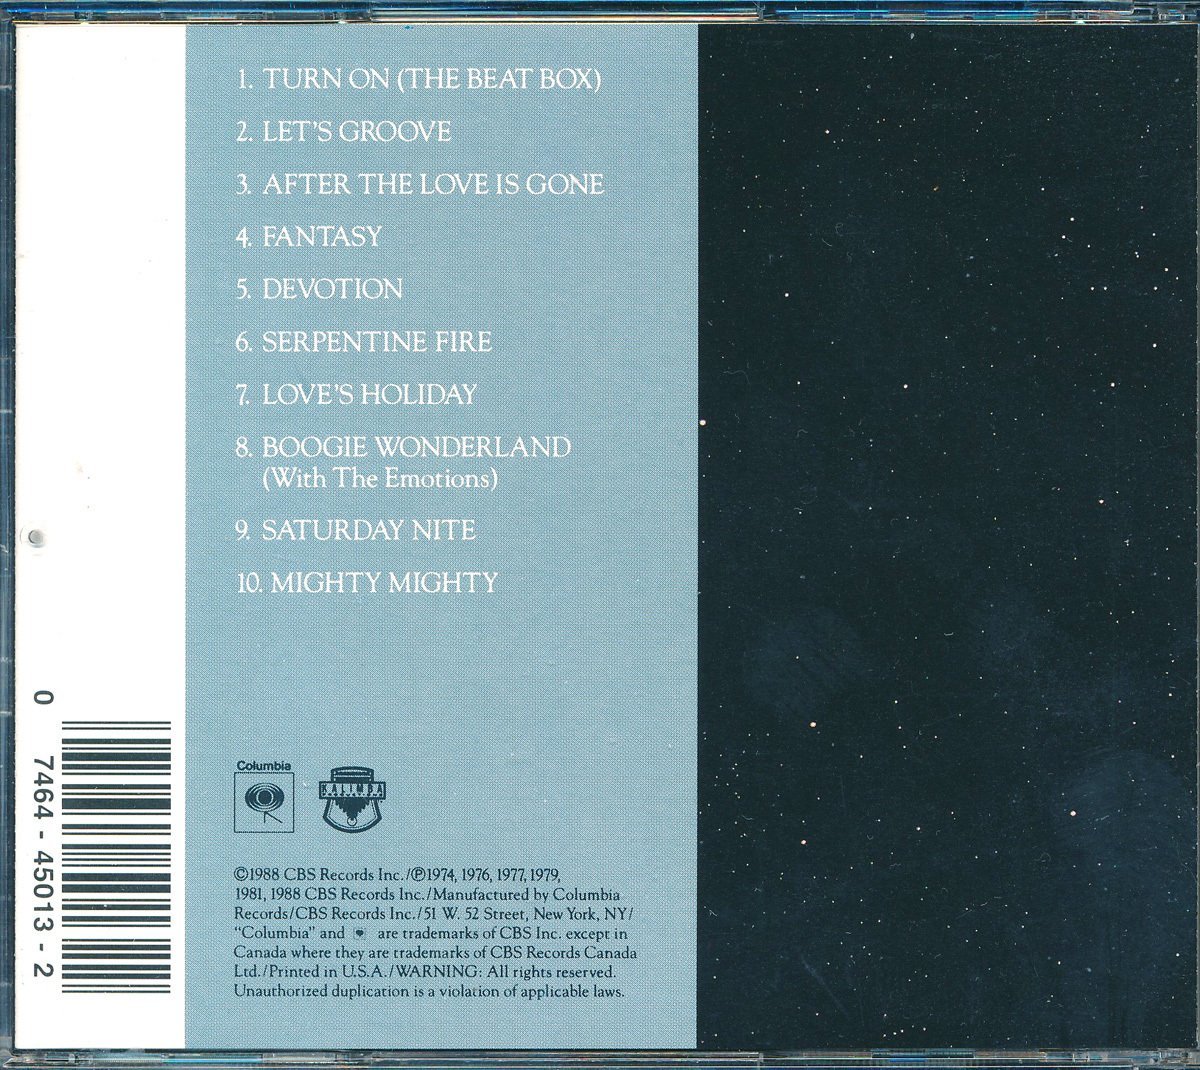 1. TURN ON (THE BEAT BOX)
2. LET'S GROOVE
3. AFTER THE LOVE IS GONE
4. FANTASY
5. DEVOTION
6. SERPENTINE FIRE
7. LOVE'S HOLIDAY
8. BOOGIE WONDERLAND
(With The Emotions)
9. SATURDAY NITE
10. MIGHTY MIGHTY
0 7464-45013-2
Columbia
KALIMBA
PRODUCTIONS
©1988 CBS Records Inc./℗1974, 1976, 1977, 1979,
1981, 1988 CBS Records Inc./Manufactured by Columbia
Records/CBS Records Inc./51 W. 52 Street, New York, NY/
"Columbia" and are trademarks of CBS Inc. except in
Canada where they are trademarks of CBS Records Canada
Ltd./Printed in U.S.A./WARNING: All rights reserved.
Unauthorized duplication is a violation of applicable laws.